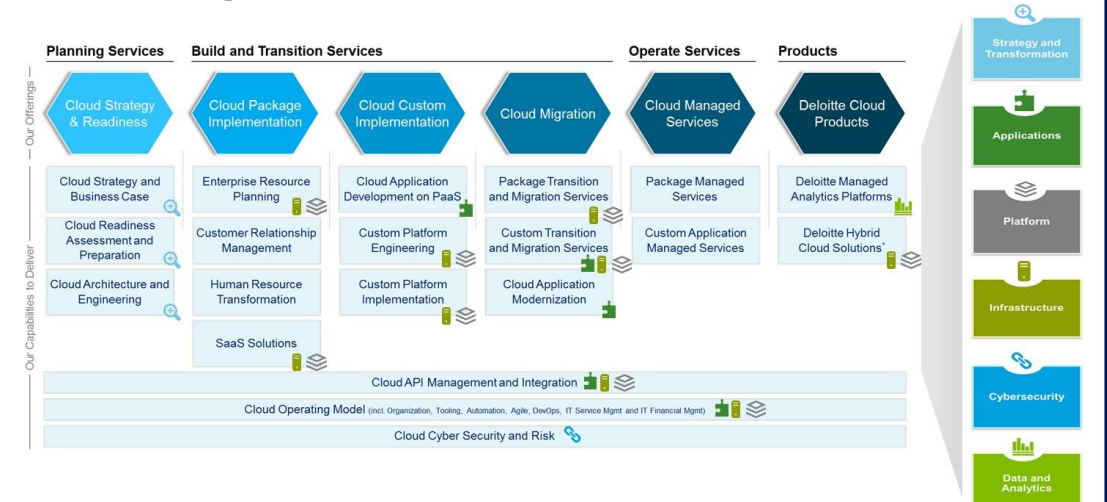 Planning Services
Build and Transition Services
Operate Services
Products
— Our Offerings —
Cloud Strategy
& Readiness
Cloud Package
Implementation
Cloud Custom
Implementation
Cloud Migration
Cloud Managed
Services
Deloitte Cloud
Products
— Our Capabilities to Deliver —
Cloud Strategy and
Business Case
Cloud Readiness
Assessment and
Preparation
Cloud Architecture and
Engineering
Enterprise Resource
Planning
Customer Relationship
Management
Human Resource
Transformation
SaaS Solutions
Cloud Application
Development on PaaS
Custom Platform
Engineering
Custom Platform
Implementation
Package Transition
and Migration Services
Custom Transition
and Migration Services
Cloud Application
Modernization
Package Managed
Services
Custom Application
Managed Services
Deloitte Managed
Analytics Platforms
Deloitte Hybrid
Cloud Solutions*
Cloud API Management and Integration
Cloud Operating Model (incl. Organization, Tooling, Automation, Agile, DevOps, IT Service Mgmt and IT Financial Mgmt)
Cloud Cyber Security and Risk
Strategy and
Transformation
Applications
Platform
Infrastructure
Cybersecurity
Data and
Analytics